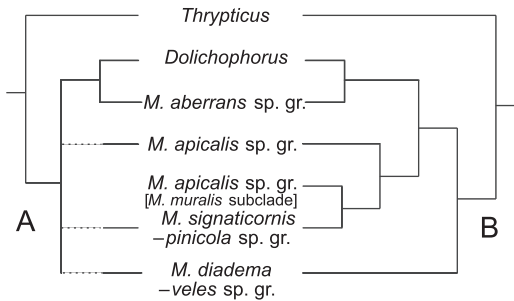 Thrypticus
Dolichophorus
M. aberrans sp. gr.
M. apicalis sp. gr.
M. apicalis sp. gr.
[M. muralis subclade]
M. signaticornis
–pinicola sp. gr.
M. diadema
–veles sp. gr.
A
B